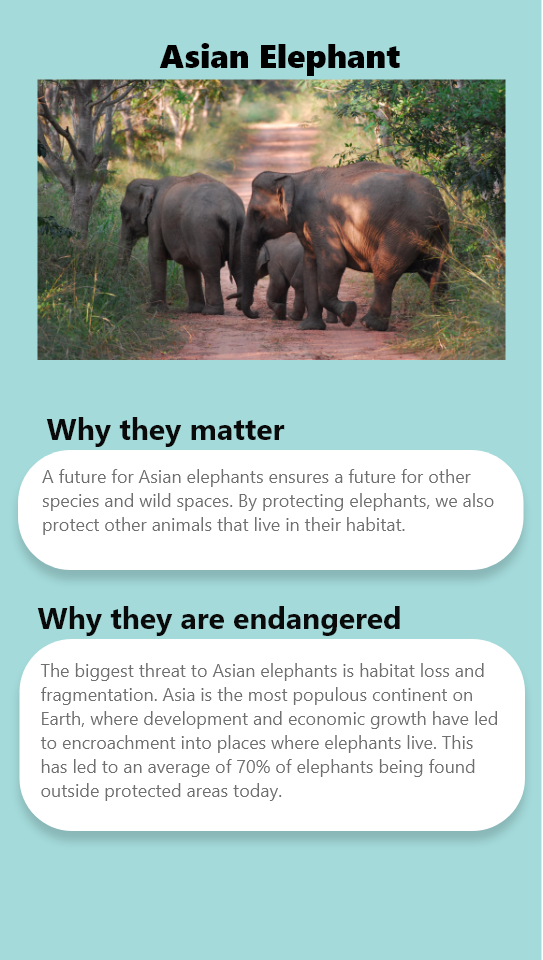 Asian Elephant
Why they matter
A future for Asian elephants ensures a future for other
species and wild spaces. By protecting elephants, we also
protect other animals that live in their habitat.
Why they are endangered
The biggest threat to Asian elephants is habitat loss and
fragmentation. Asia is the most populous continent on
Earth, where development and economic growth have led
to encroachment into places where elephants live. This
has led to an average of 70% of elephants being found
outside protected areas today.